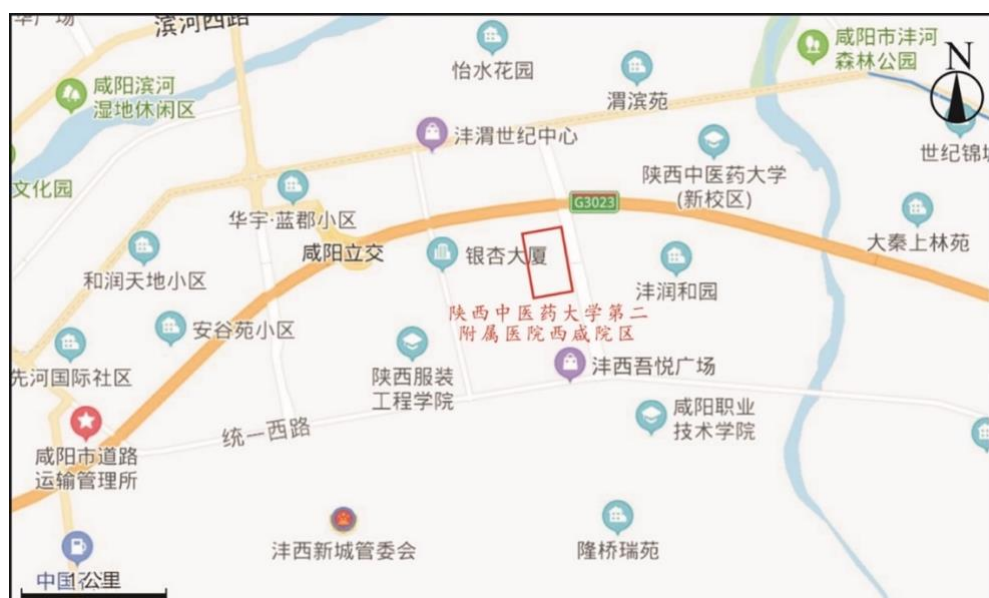 华广场
滨河西路
咸阳市沣河
森林公园
N
怡水花园
咸阳滨河
湿地休闲区
渭滨苑
沣渭世纪中心
世纪锦城
陕西中医药大学
(新校区)
文化园
G3023
华宇·蓝郡小区
大秦上林苑
咸阳立交
银杏大厦
和润天地小区
沣润和园
陕西中医药大学第二
附属医院西咸院区
安谷苑小区
先河国际社区
陕西服装
工程学院
沣西吾悦广场
咸阳职业
技术学院
统一西路
咸阳市道路
运输管理所
沣西新城管委会
隆桥瑞苑
中国石
1公里